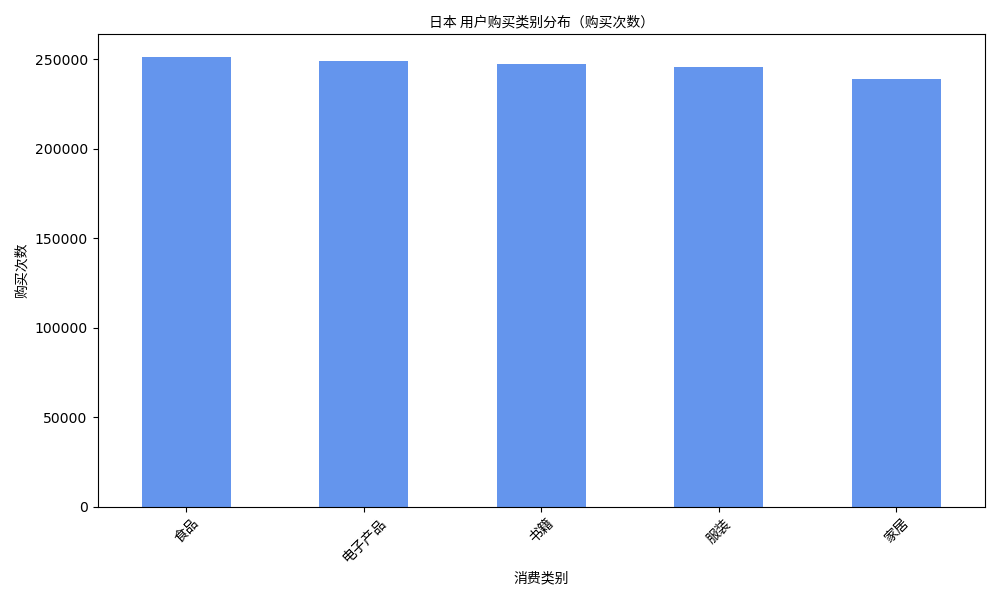 日本 用户购买类别分布（购买次数）
购买次数
250000
200000
150000
100000
50000
0
食品
电子产品
书籍
服装
家居
消费类别